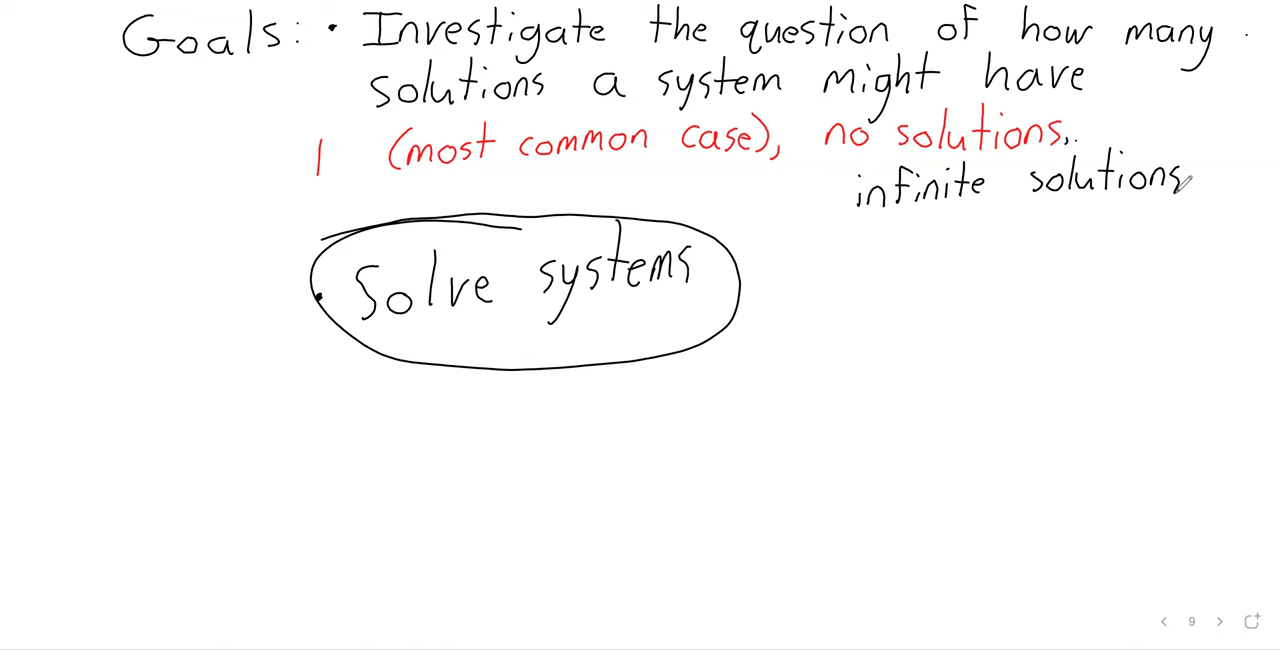 Goals: • Investigate the question of how many
solutions a system might have
1 (most common case), no solutions,
infinite solutions
• Solve systems
9